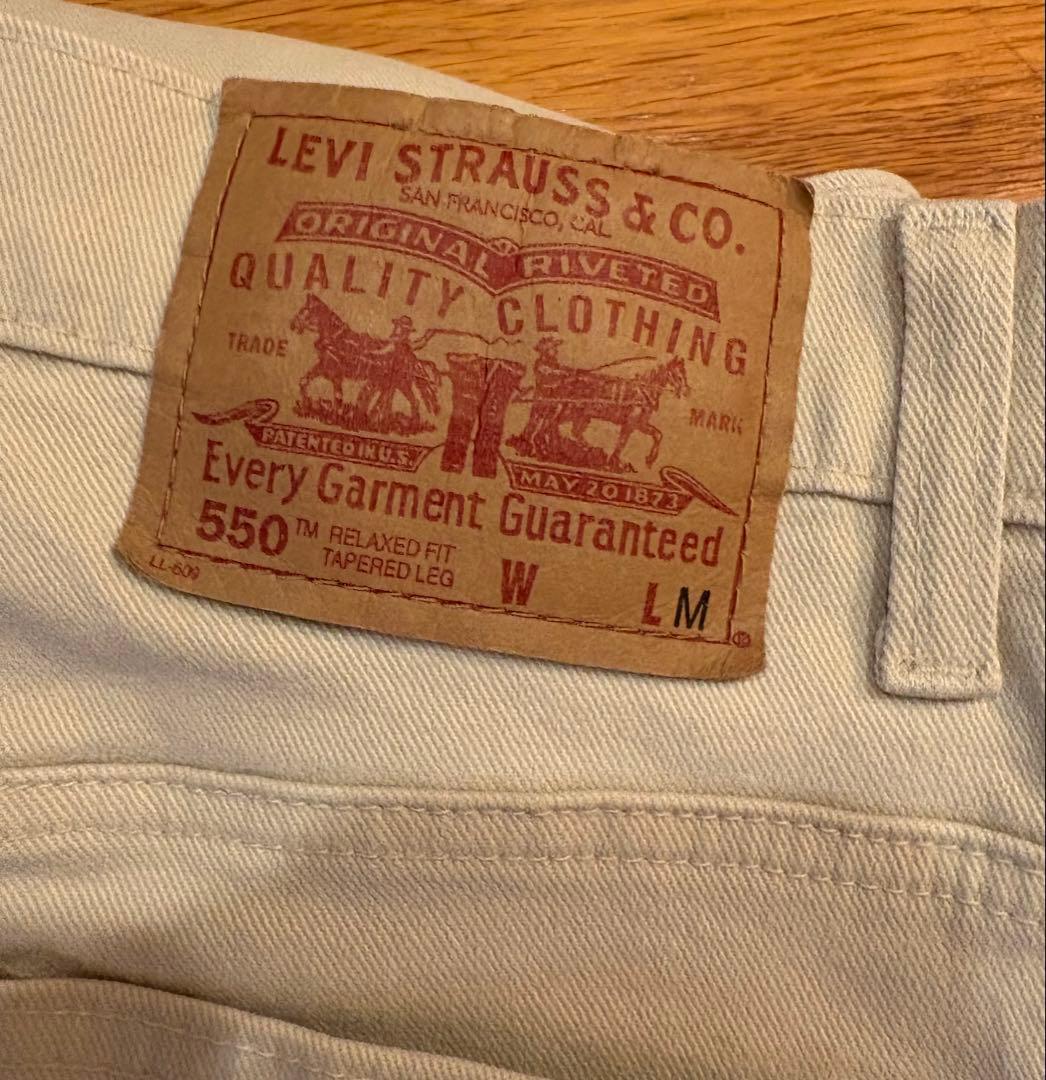 LEVI STRAUSS & CO.
SAN FRANCISCO, CAL
ORIGINAL RIVETED
QUALITY CLOTHING
TRADE MARK
PATENTED IN U.S. MAY 20 1873
Every Garment Guaranteed
550™ RELAXED FIT
TAPERED LEG
W L M
LL-609 ®